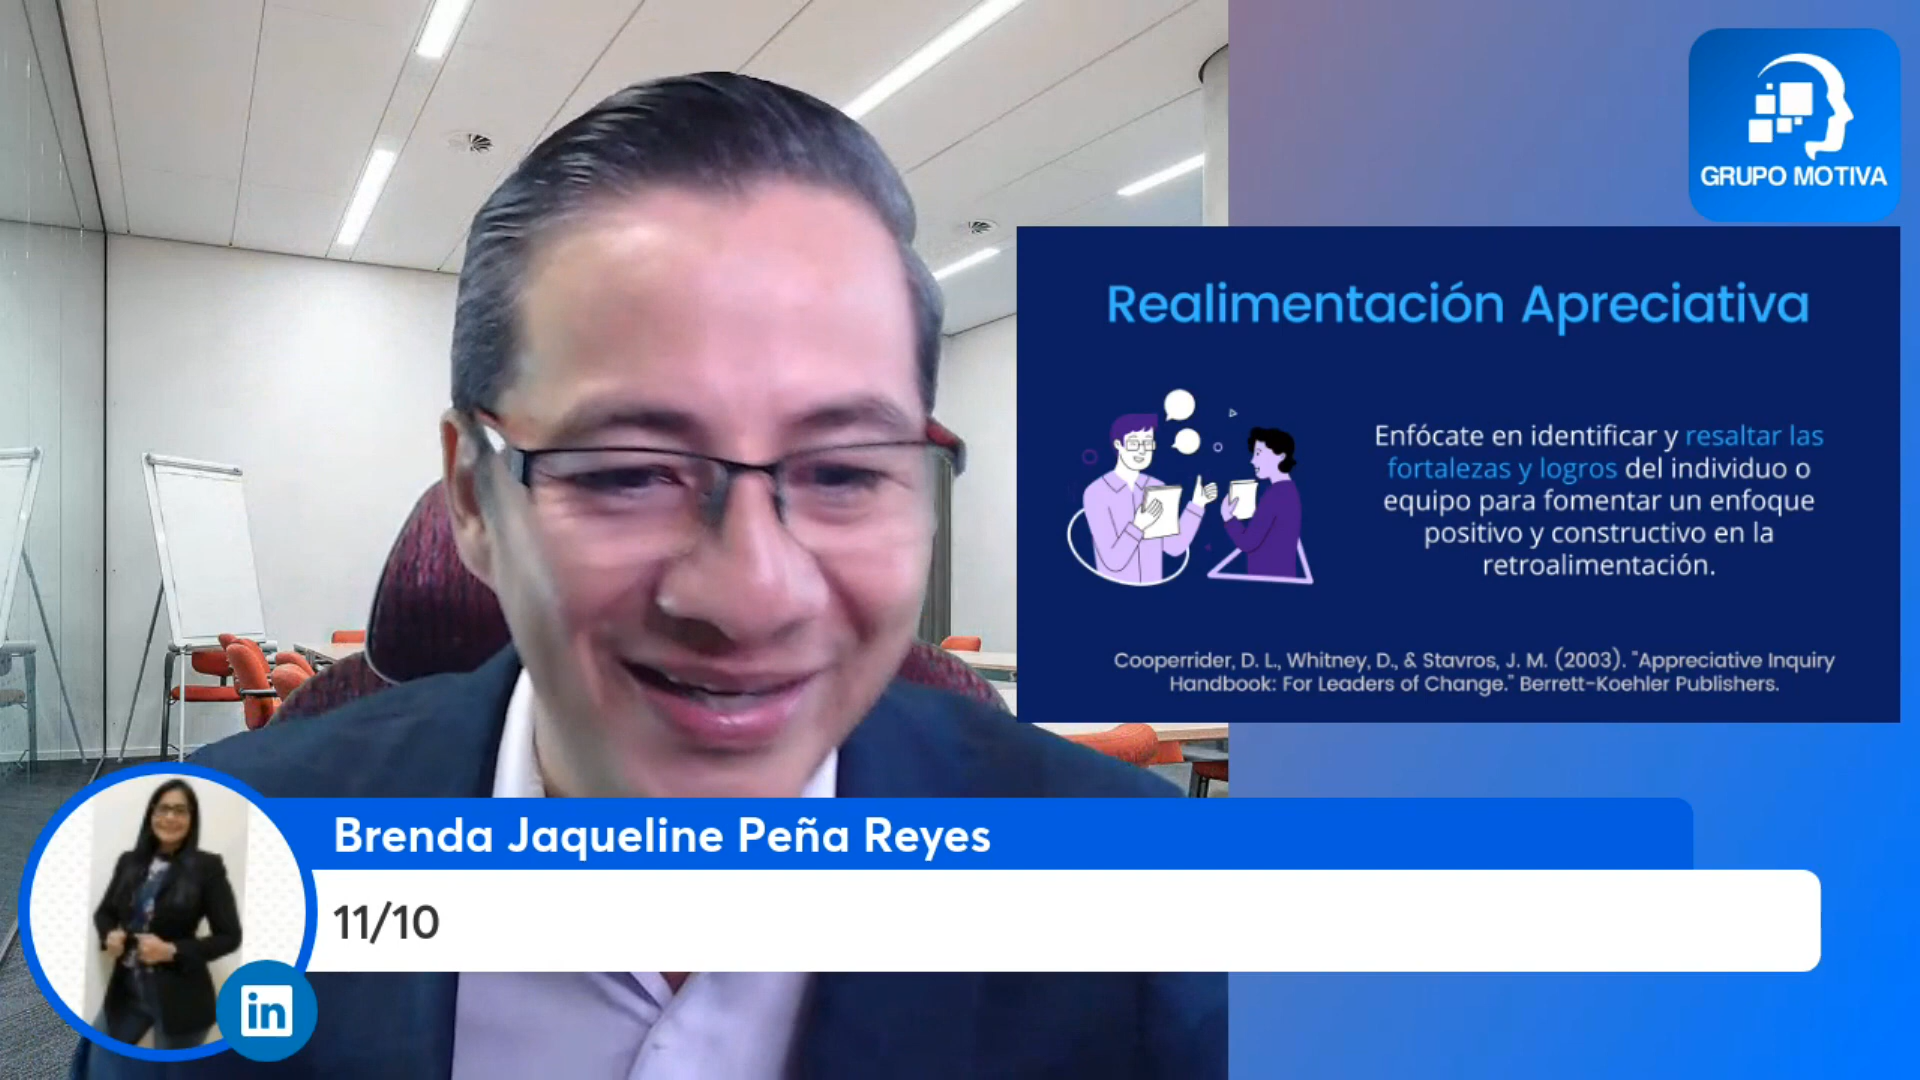 GRUPO MOTIVA
Realimentación Apreciativa
Enfócate en identificar y resaltar las
fortalezas y logros del individuo o
equipo para fomentar un enfoque
positivo y constructivo en la
retroalimentación.
Cooperrider, D. L., Whitney, D., & Stavros, J. M. (2003). "Appreciative Inquiry
Handbook: For Leaders of Change." Berrett-Koehler Publishers.
Brenda Jaqueline Peña Reyes
11/10
in